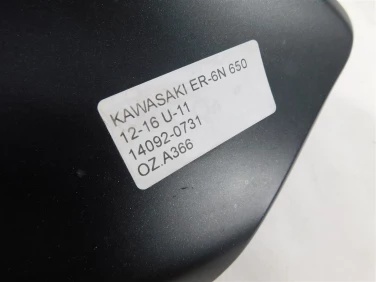 KAWASAKI ER-6N 650
12-16 U-11
14092-0731
OZ.A366